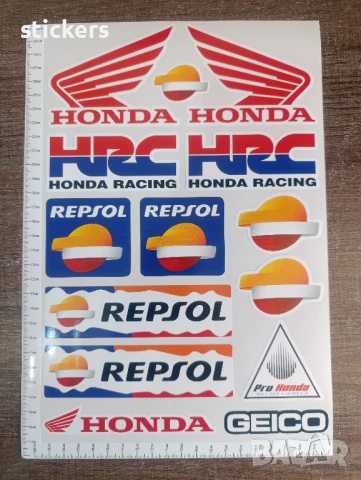 stickers
HONDA HONDA
HRC HRC
HONDA RACING HONDA RACING
REPSOL REPSOL
REPSOL
REPSOL
Pro Honda
HONDA GEICO